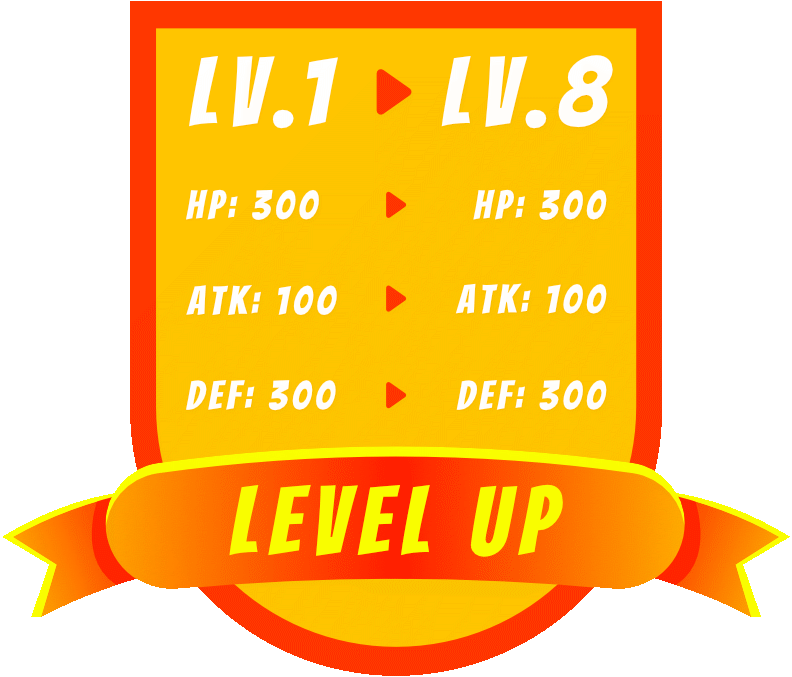 LV.1 LV.8
HP: 300 HP: 300
ATK: 100 ATK: 100
DEF: 300 DEF: 300
LEVEL UP